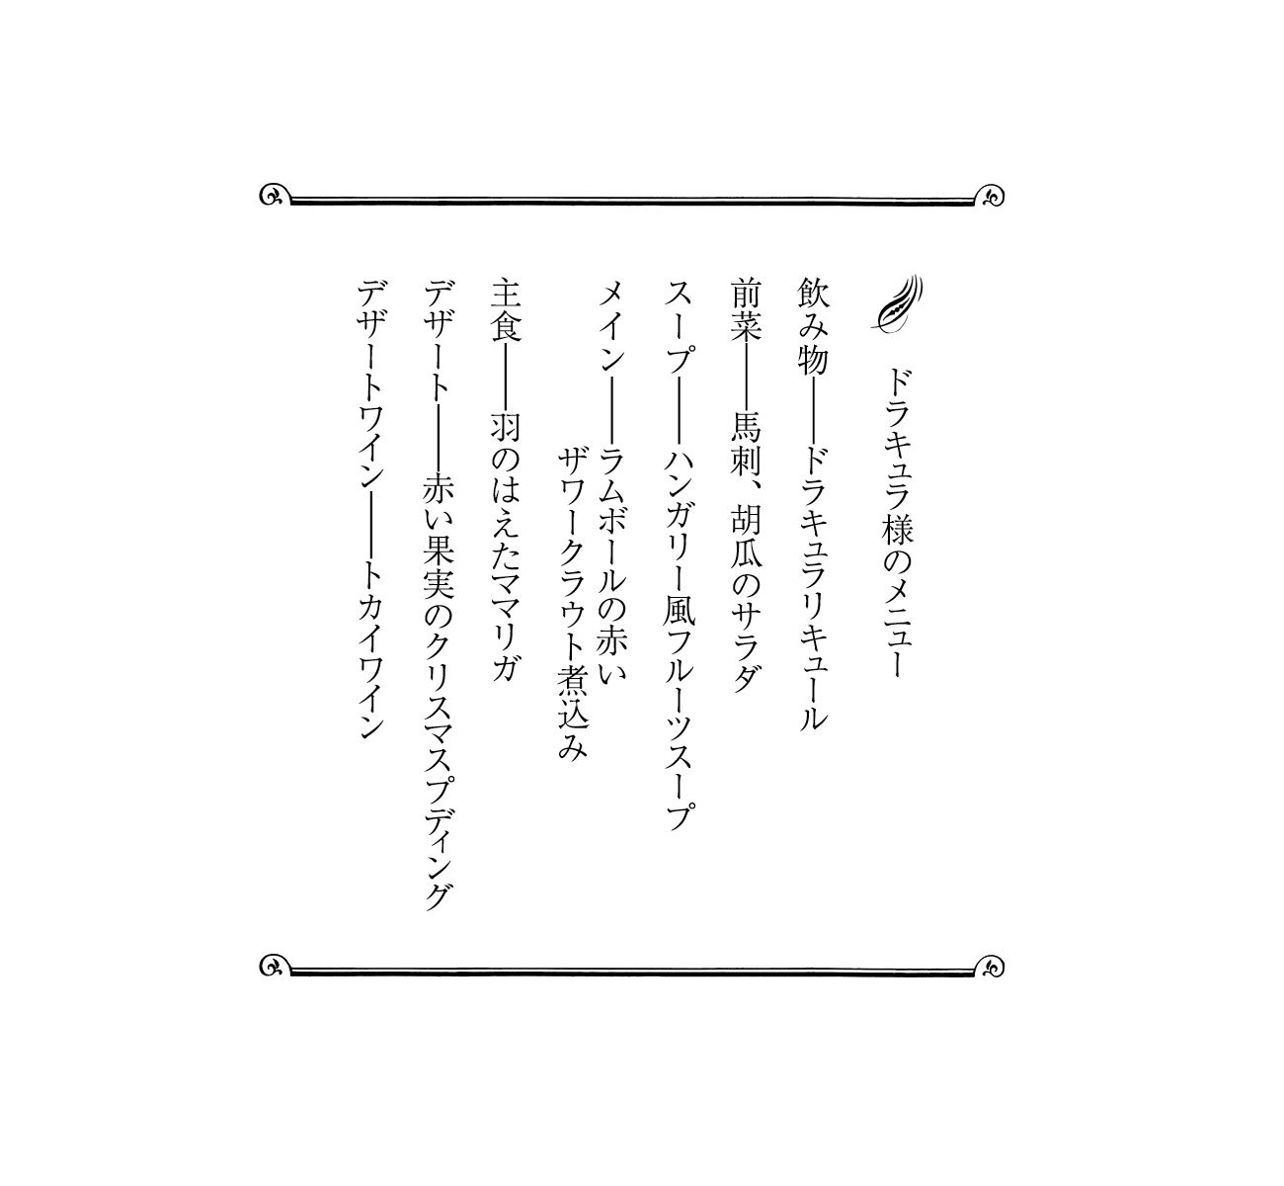 ドラキュラ様のメニュー
飲み物――ドラキュラリキュール
前菜――馬刺、胡瓜のサラダ
スープ――ハンガリー風フルーツスープ
メイン――ラムボールの赤い
ザワークラウト煮込み
主食――羽のはえたママリガ
デザート――赤い果実のクリスマスプディング
デザートワイン――トカイワイン